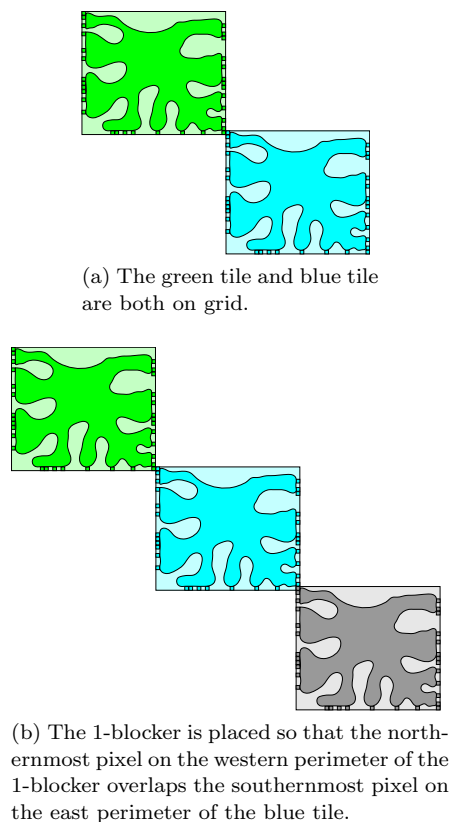 (a) The green tile and blue tile
are both on grid.
(b) The 1-blocker is placed so that the north-
ernmost pixel on the western perimeter of the
1-blocker overlaps the southernmost pixel on
the east perimeter of the blue tile.